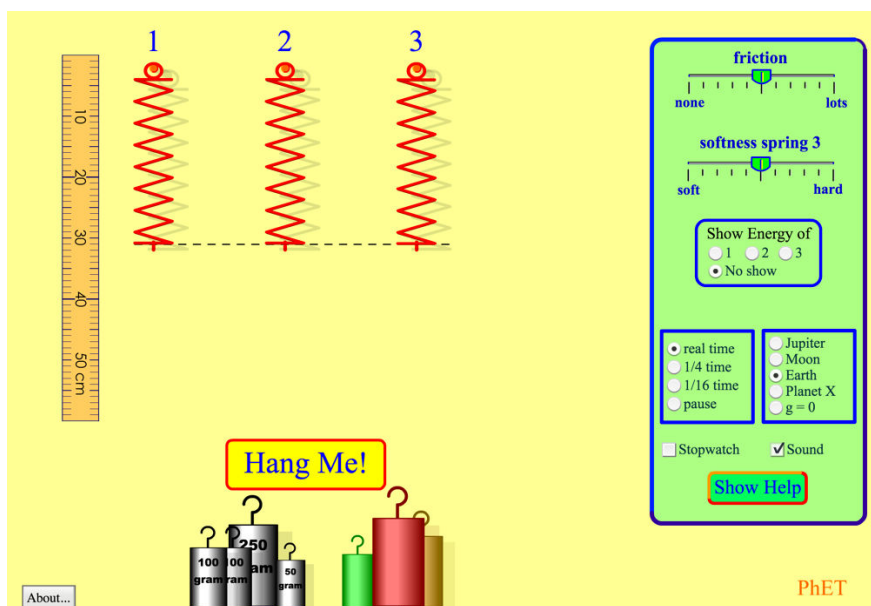 1 2 3
10
20
30
40
50 cm
friction
none lots
softness spring 3
soft hard
Show Energy of
1 2 3
No show
real time
1/4 time
1/16 time
pause
Jupiter
Moon
Earth
Planet X
g = 0
Stopwatch Sound
Show Help
Hang Me!
100
gram
100
gram
250
gram
50
gram
About...
PhET